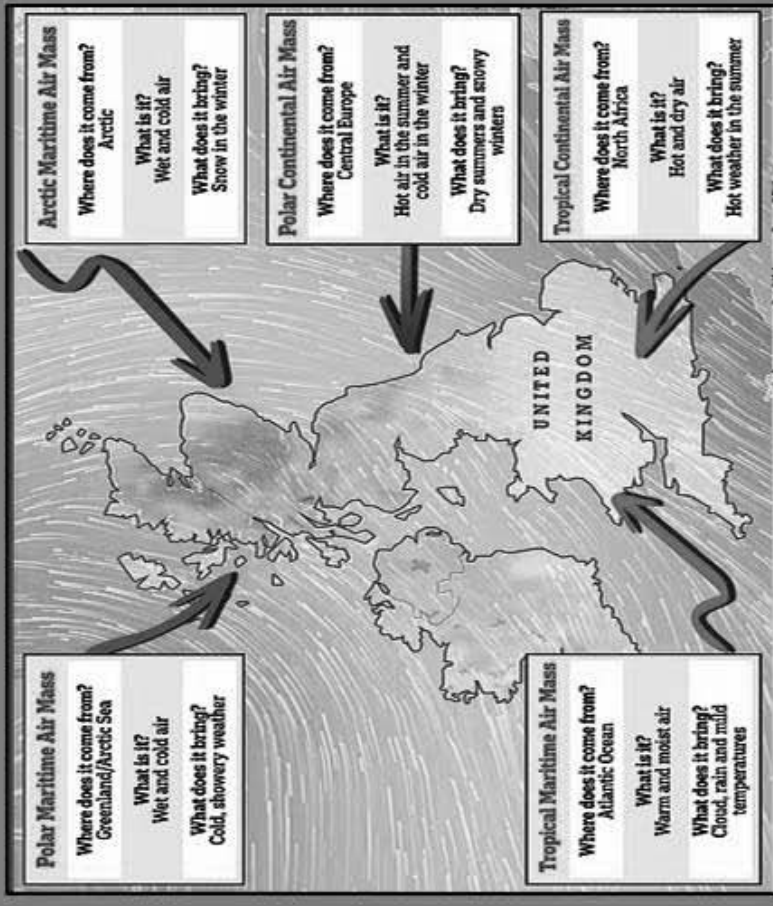 Polar Maritime Air Mass
Where does it come from?
Greenland/Arctic Sea
What is it?
Wet and cold air
What does it bring?
Cold, showery weather
Arctic Maritime Air Mass
Where does it come from?
Arctic
What is it?
Wet and cold air
What does it bring?
Snow in the winter
Polar Continental Air Mass
Where does it come from?
Central Europe
What is it?
Hot air in the summer and
cold air in the winter
What does it bring?
Dry summers and snowy
winters
UNITED
KINGDOM
Tropical Maritime Air Mass
Where does it come from?
Atlantic Ocean
What is it?
Warm and moist air
What does it bring?
Cloud, rain and mild
temperatures
Tropical Continental Air Mass
Where does it come from?
North Africa
What is it?
Hot and dry air
What does it bring?
Hot weather in the summer